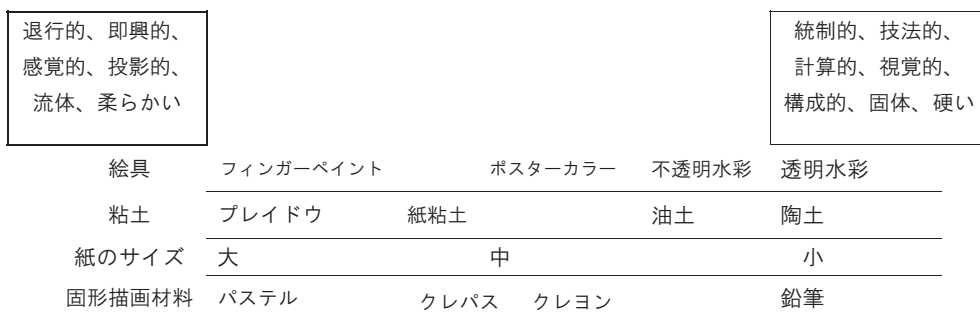 退行的、即興的、
感覚的、投影的、
流体、柔らかい
統制的、技法的、
計算的、視覚的、
構成的、固体、硬い
絵具 フィンガーペイント ポスターカラー 不透明水彩 透明水彩
粘土 プレイドウ 紙粘土 油土 陶土
紙のサイズ 大 中 小
固形描画材料 パステル クレパス クレヨン 鉛筆